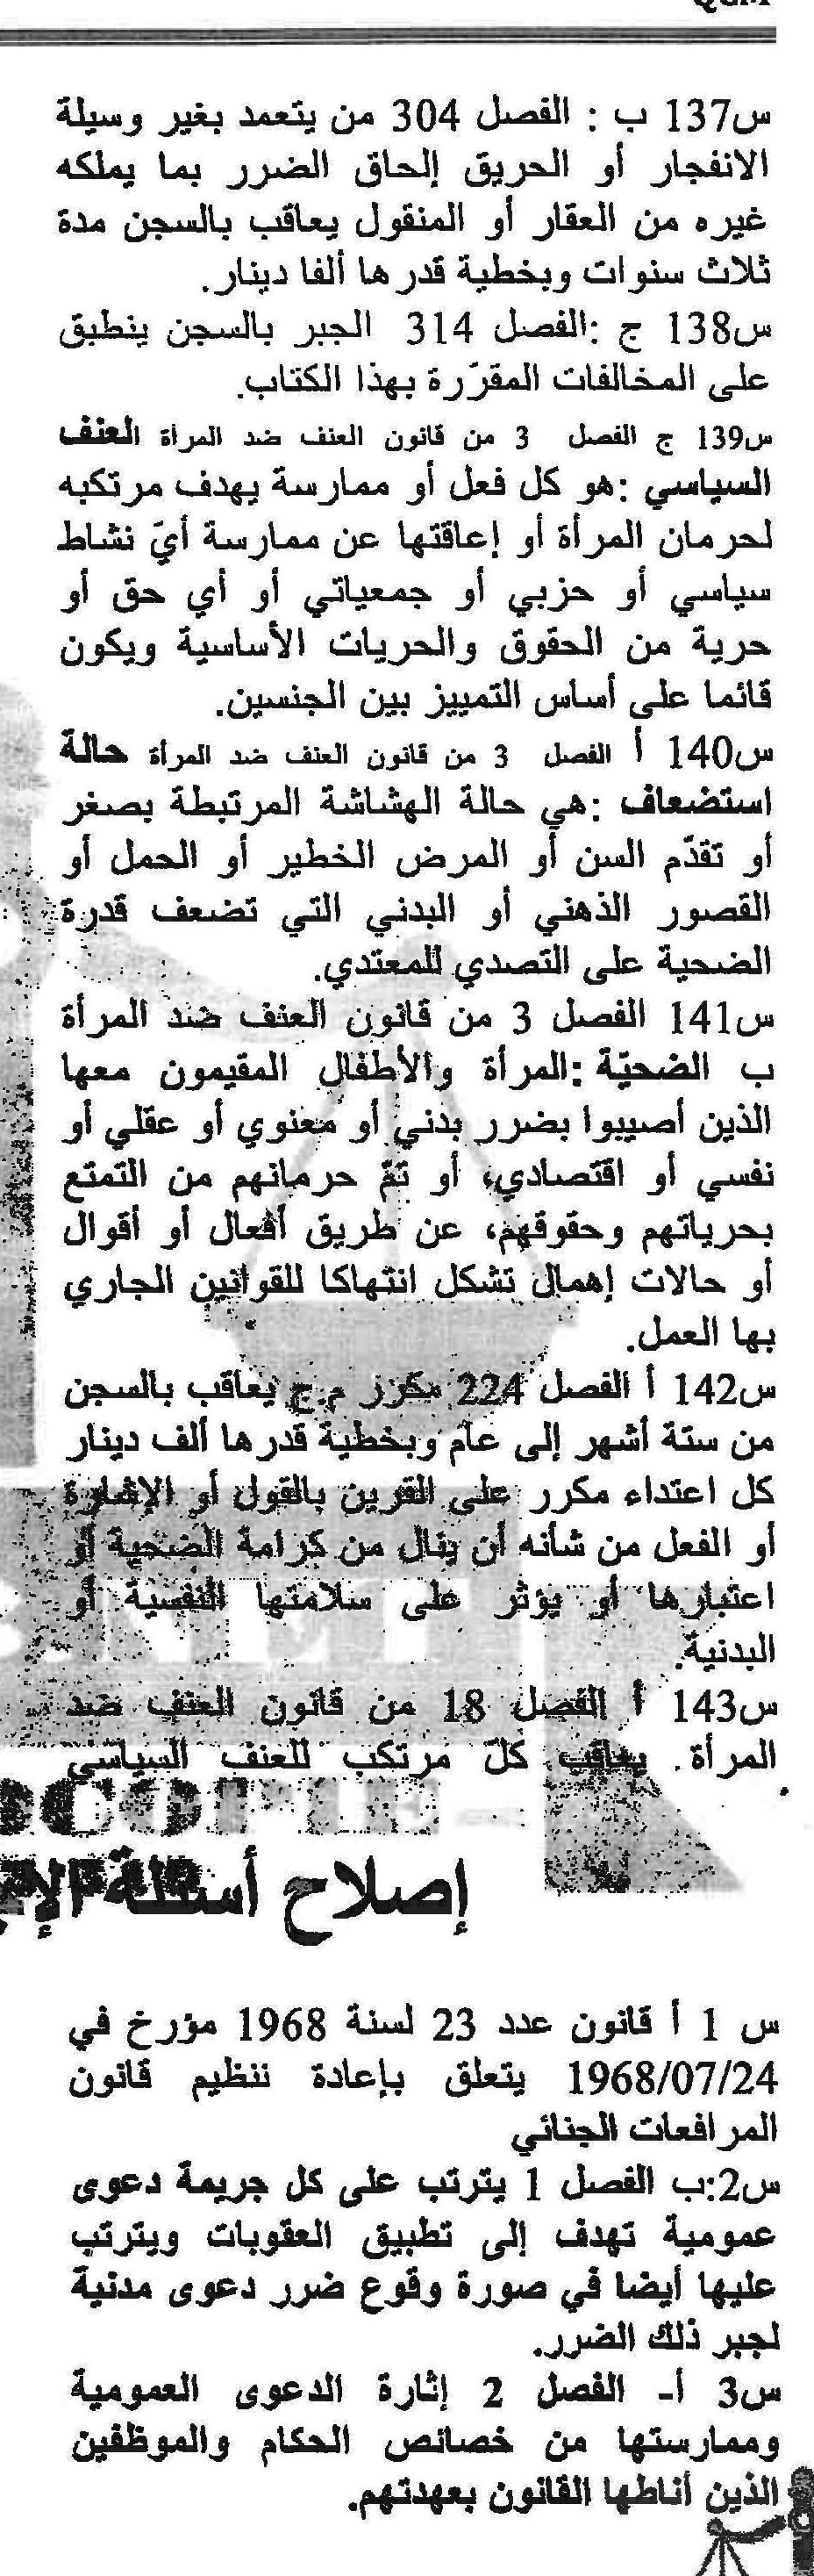 س137 ب : الفصل 304 من يتعمد بغير وسيلة
الانفجار أو الحريق إلحاق الضرر بما يملكه
غيره من العقار أو المنقول يعاقب بالسجن مدة
ثلاث سنوات وبخطية قدرها ألفا دينار.
س138 ج :الفصل 314 الجبر بالسجن ينطبق
على المخالفات المقرّرة بهذا الكتاب.
س139 ج الفصل 3 من قانون العنف ضد المرأة العنف
السياسي :هو كل فعل أو ممارسة يهدف مرتكبه
لحرمان المرأة أو إعاقتها عن ممارسة أيّ نشاط
سياسي أو حزبي أو جمعياتي أو أي حق أو
حرية من الحقوق والحريات الأساسية ويكون
قائما على أساس التمييز بين الجنسين.
س140 أ الفصل 3 من قانون العنف ضد المرأة حالة
استضعاف :هي حالة الهشاشة المرتبطة بصغر
أو تقدّم السن أو المرض الخطير أو الحمل أو
القصور الذهني أو البدني التي تضعف قدرة
الضحية على التصدي للمعتدي.
س141 الفصل 3 من قانون العنف ضد المرأة
ب الضحيّة :المرأة والأطفال المقيمون معها
الذين أصيبوا بضرر بدني أو معنوي أو عقلي أو
نفسي أو اقتصادي، أو تمّ حرمانهم من التمتع
بحرياتهم وحقوقهم، عن طريق أفعال أو أقوال
أو حالات إهمال تشكل انتهاكا للقوانين الجاري
بها العمل.
س142 أ الفصل 224 مكرر م.ج يعاقب بالسجن
من ستة أشهر إلى عام وبخطية قدرها ألف دينار
كل اعتداء مكرر على القرين بالقول أو الإشارة
أو الفعل من شأنه أن ينال من كرامة الضحية أو
اعتبارها أو يؤثر على سلامتها النفسية أو
البدنية.
س143 أ الفصل 18 من قانون العنف ضد
المرأة. يعاقب كلّ مرتكب للعنف السياسي
إصلاح أسئلة
س 1 أ قانون عدد 23 لسنة 1968 مؤرخ في
1968/07/24 يتعلق بإعادة تنظيم قانون
المرافعات الجنائي
س2:ب الفصل 1 يترتب على كل جريمة دعوى
عمومية تهدف إلى تطبيق العقوبات ويترتب
عليها أيضا في صورة وقوع ضرر دعوى مدنية
لجبر ذلك الضرر.
س3 أ- الفصل 2 إثارة الدعوى العمومية
وممارستها من خصائص الحكام والموظفين
الذين أناطها القانون بعهدتهم.